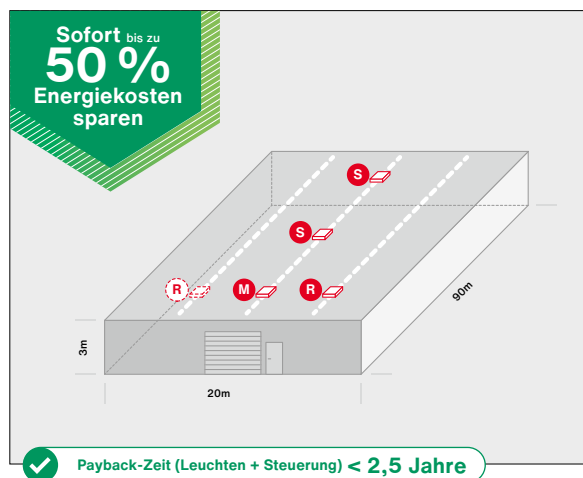 Sofort bis zu
50 %
Energiekosten
sparen
S
S
R
M
R
90m
3m
20m
Payback-Zeit (Leuchten + Steuerung) < 2,5 Jahre